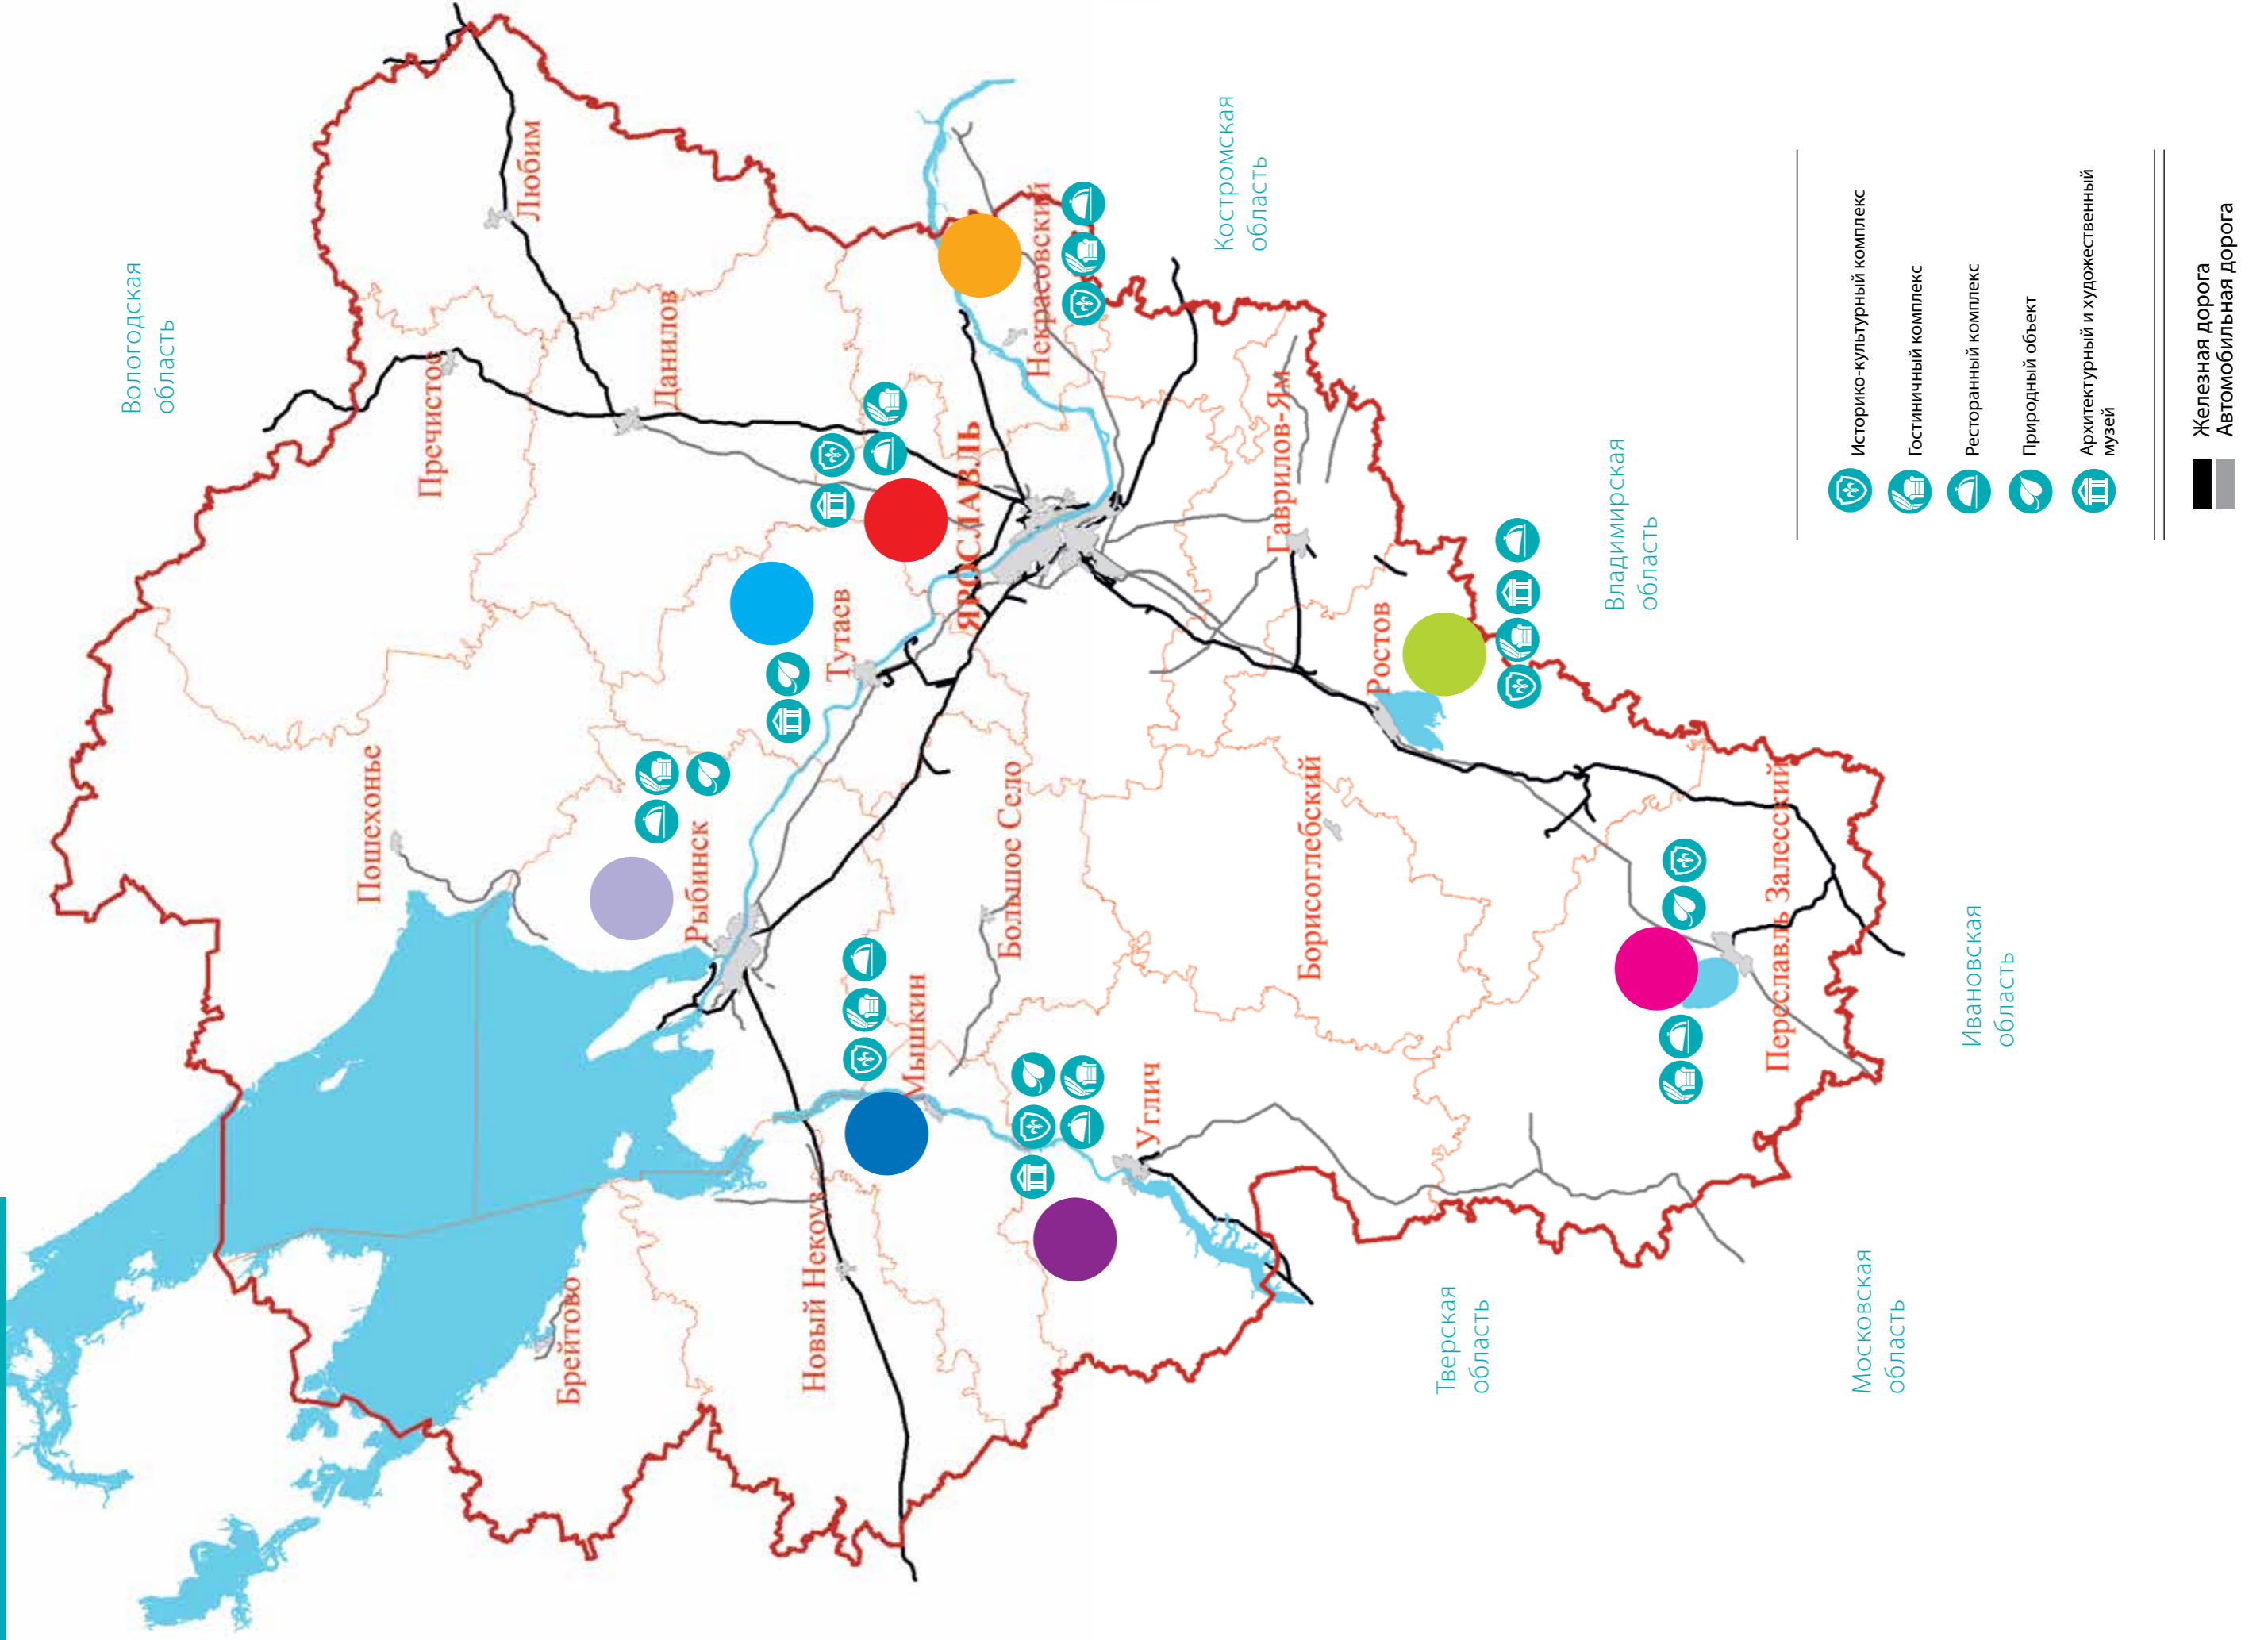 Вологодская
область
Любим
Пречистое
Данилов
Пошехонье
Некрасовский
Костромская
область
Рыбинск
Тутаев
ЯРОСЛАВЛЬ
Гаврилов-Ям
Брейтово
Новый Некоуз
Мышкин
Большое Село
Ростов
Владимирская
область
Углич
Борисоглебский
Переславль Залесский
Тверская
область
Московская
область
Ивановская
область
Историко-культурный комплекс
Гостиничный комплекс
Ресторанный комплекс
Природый объект
Архитектурный и художественный
музей
Железная дорога
Автомобильная дорога